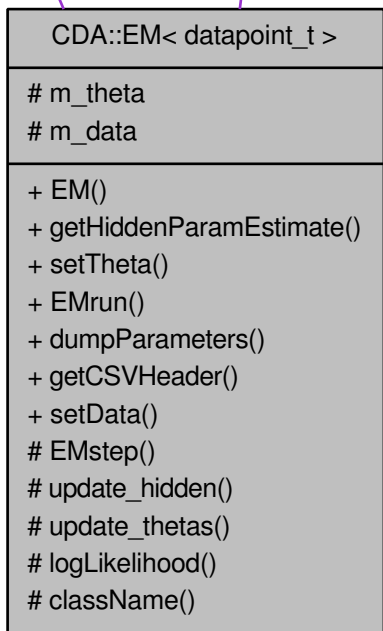 CDA::EM< datapoint_t >
# m_theta
# m_data
+ EM()
+ getHiddenParamEstimate()
+ setTheta()
+ EMrun()
+ dumpParameters()
+ getCSVHeader()
+ setData()
# EMstep()
# update_hidden()
# update_thetas()
# logLikelihood()
# className()